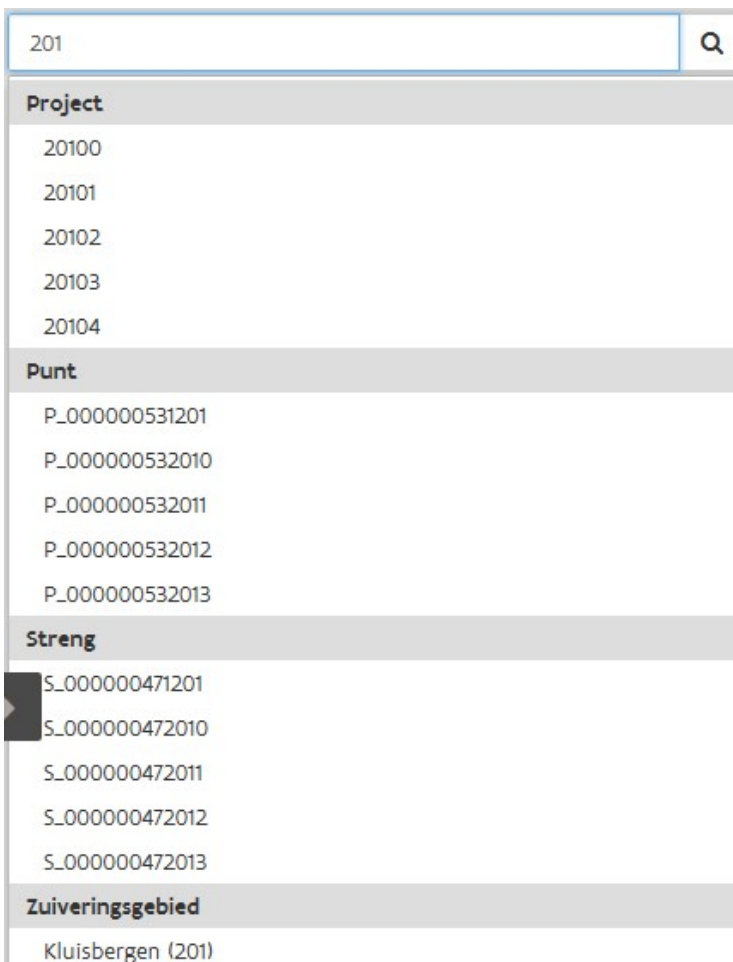 201
Project
20100
20101
20102
20103
20104
Punt
P_000000531201
P_000000532010
P_000000532011
P_000000532012
P_000000532013
Streng
S_000000471201
S_000000472010
S_000000472011
S_000000472012
S_000000472013
Zuiveringsgebied
Kluisbergen (201)